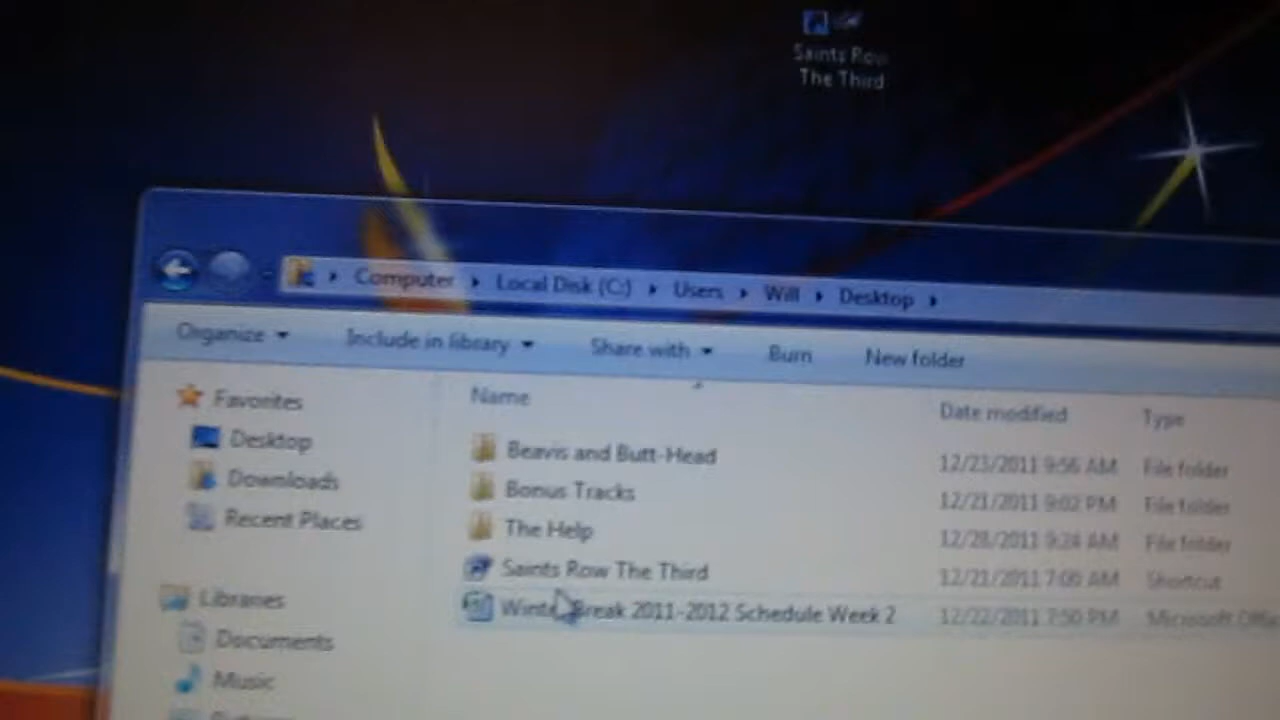 Saints Row
The Third
Computer Local Disk (C:) Users Will Desktop
Organize Include in library Share with Burn New folder
Name Date modified Type
Favorites
Desktop
Downloads
Recent Places
Libraries
Documents
Music
Beavis and Butt-Head 12/23/2011 9:56 AM File folder
Bonus Tracks 12/21/2011 9:02 PM File folder
The Help 12/28/2011 9:24 AM File folder
Saints Row The Third 12/21/2011 7:00 AM Shortcut
Winter Break 2011-2012 Schedule Week 2 12/22/2011 7:50 PM Microsoft Offic